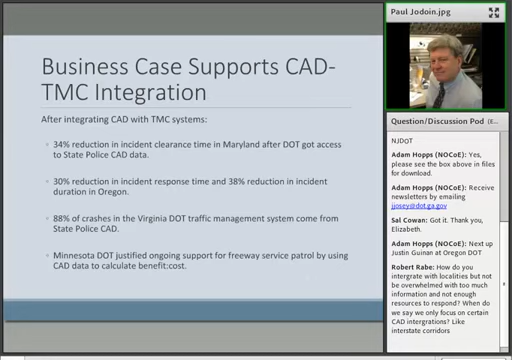 Paul Jodoin.jpg
Business Case Supports CAD-
TMC Integration
After integrating CAD with TMC systems:
34% reduction in incident clearance time in Maryland after DOT got access
to State Police CAD data.
30% reduction in incident response time and 38% reduction in incident
duration in Oregon.
88% of crashes in the Virginia DOT traffic management system come from
State Police CAD.
Minnesota DOT justified ongoing support for freeway service patrol by using
CAD data to calculate benefit:cost.
Question/Discussion Pod (E...
NJDOT
Adam Hopps (NOCoE): Yes,
please see the box above in files
for download.
Adam Hopps (NOCoE): Receive
newsletters by emailing
jjosey@dot.ga.gov
Sal Cowan: Got it. Thank you,
Elizabeth.
Adam Hopps (NOCoE): Next up
Justin Guinan at Oregon DOT
Robert Rabe: How do you
intergrate with localities but not be
overwhelmed with too much
information and not enough
resources to respond? When do
we say we only focus on certain
CAD intergrations? Like
interstate corridors